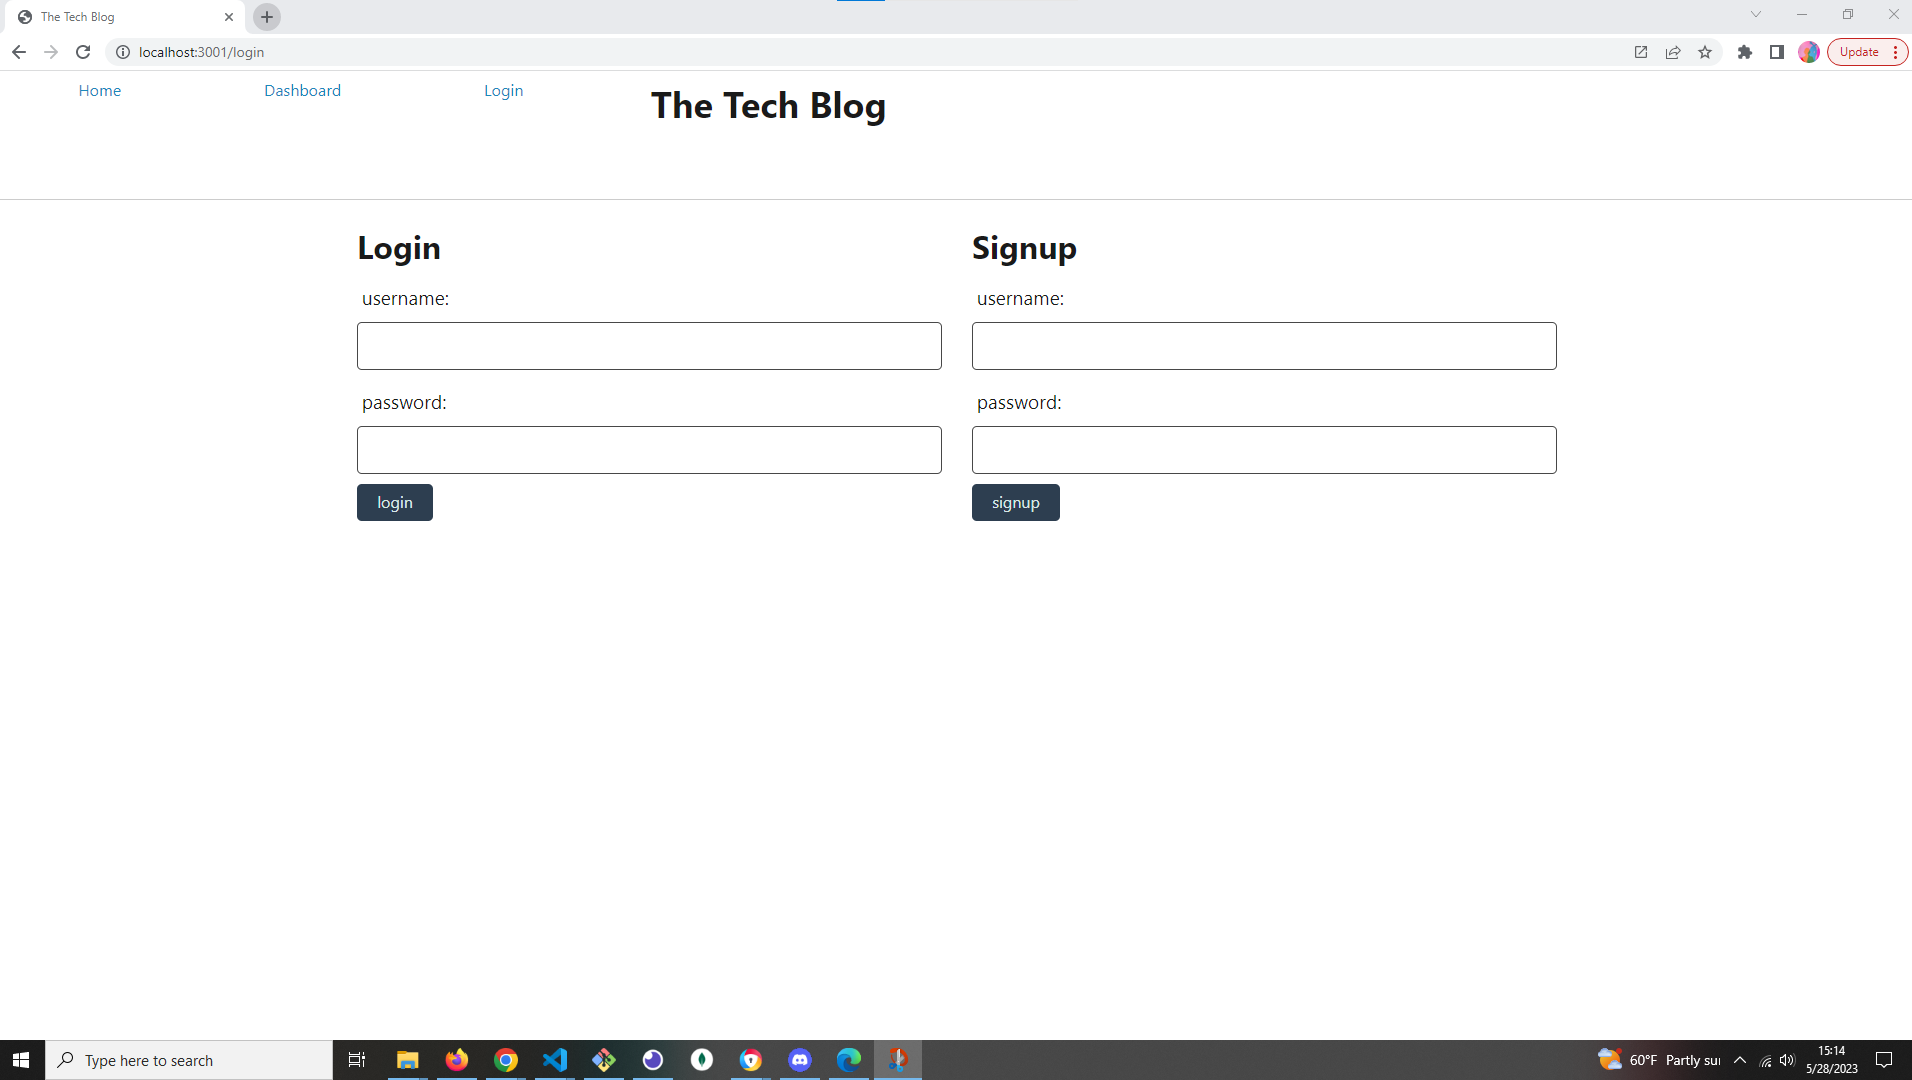 The Tech Blog
localhost:3001/login
Update
Home Dashboard Login The Tech Blog
Login
username:
password:
login
Signup
username:
password:
signup
Type here to search
60°F Partly sui
15:14
5/28/2023